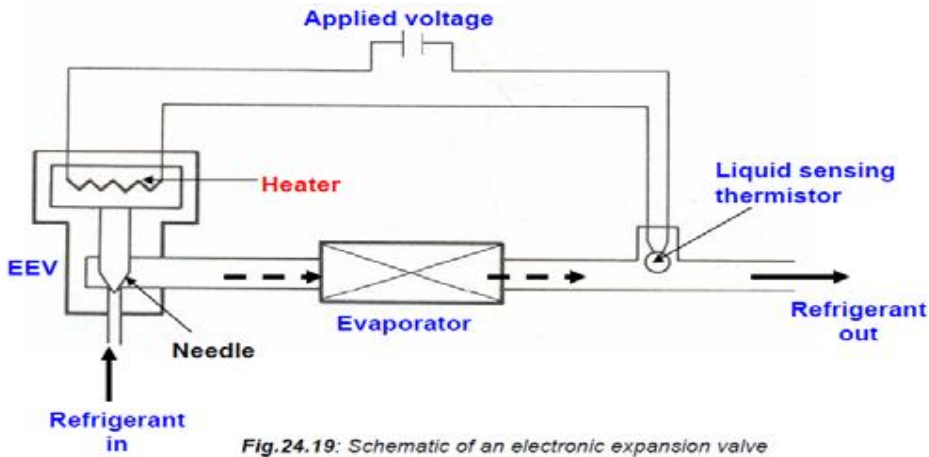 Applied voltage
Heater
Liquid sensing
thermistor
EEV
Evaporator
Refrigerant
out
Needle
Refrigerant
in
Fig.24.19: Schematic of an electronic expansion valve